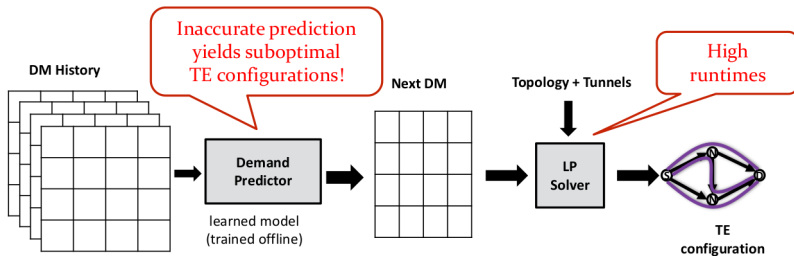 Inaccurate prediction
yields suboptimal
TE configurations!
High
runtimes
DM History
Next DM
Topology + Tunnels
Demand
Predictor
LP
Solver
learned model
(trained offline)
S
N
N
D
TE
configuration